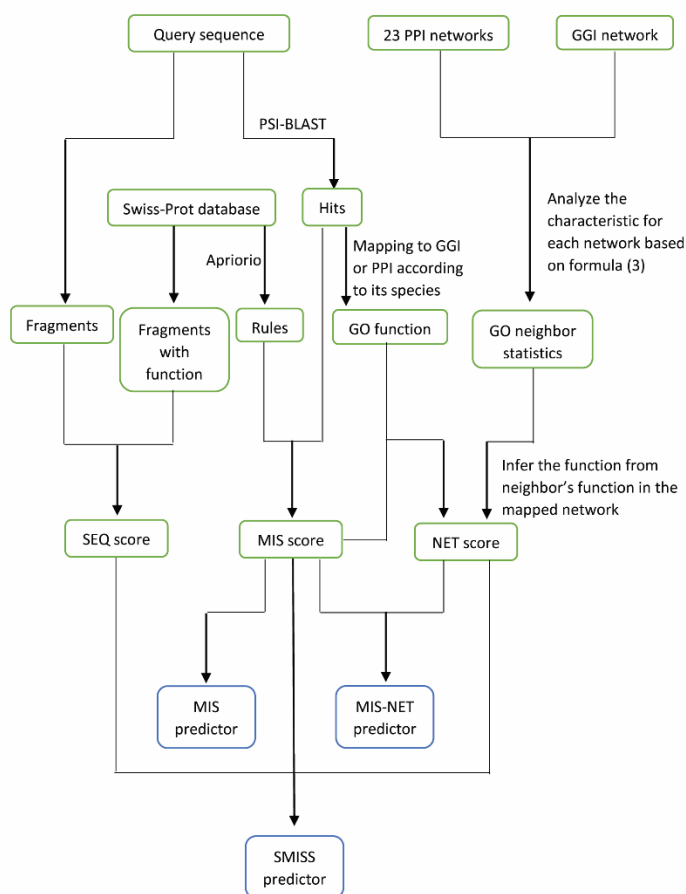 Query sequence
23 PPI networks
GGI network
PSI-BLAST
Swiss-Prot database
Hits
Analyze the
characteristic for
each network based
on formula (3)
Apriorio
Mapping to GGI
or PPI according
to its species
Fragments
Fragments
with
function
Rules
GO function
GO neighbor
statistics
Infer the function from
neighbor's function in the
mapped network
SEQ score
MIS score
NET score
MIS
predictor
MIS-NET
predictor
SMISS
predictor